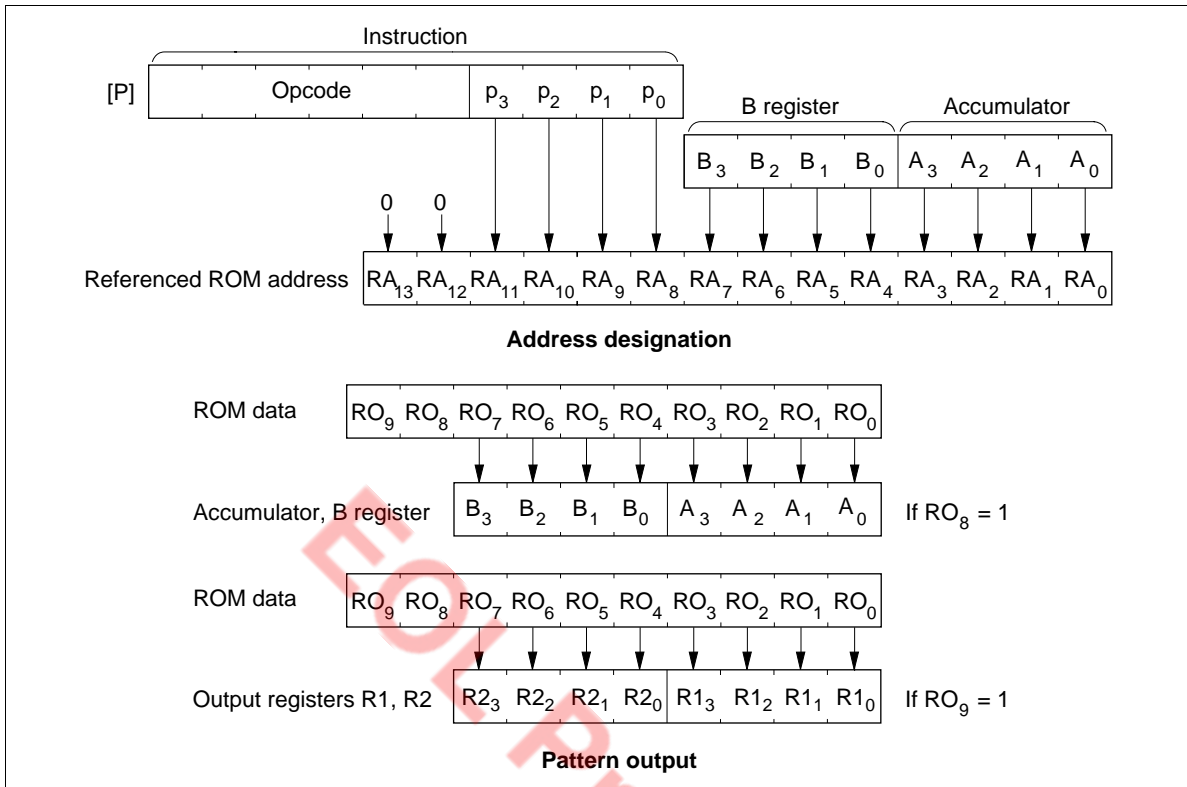 Instruction
[P] Opcode p3 p2 p1 p0
B register Accumulator
B3 B2 B1 B0 A3 A2 A1 A0
0 0
Referenced ROM address RA13 RA12 RA11 RA10 RA9 RA8 RA7 RA6 RA5 RA4 RA3 RA2 RA1 RA0
Address designation
ROM data RO9 RO8 RO7 RO6 RO5 RO4 RO3 RO2 RO1 RO0
Accumulator, B register B3 B2 B1 B0 A3 A2 A1 A0 If RO8 = 1
ROM data RO9 RO8 RO7 RO6 RO5 RO4 RO3 RO2 RO1 RO0
Output registers R1, R2 R23 R22 R21 R20 R13 R12 R11 R10 If RO9 = 1
Pattern output
EOL Pr